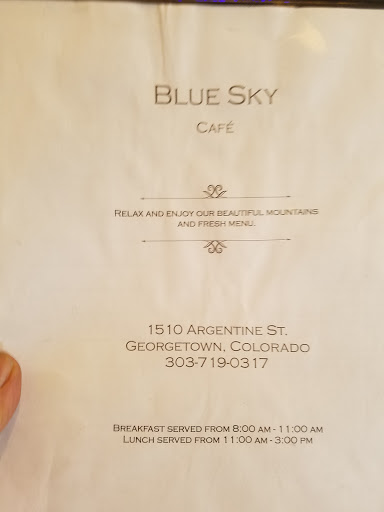 BLUE SKY
CAFÉ
RELAX AND ENJOY OUR BEAUTIFUL MOUNTAINS
AND FRESH MENU.
1510 ARGENTINE ST.
GEORGETOWN, COLORADO
303-719-0317
BREAKFAST SERVED FROM 8:00 AM - 11:00 AM
LUNCH SERVED FROM 11:00 AM - 3:00 PM